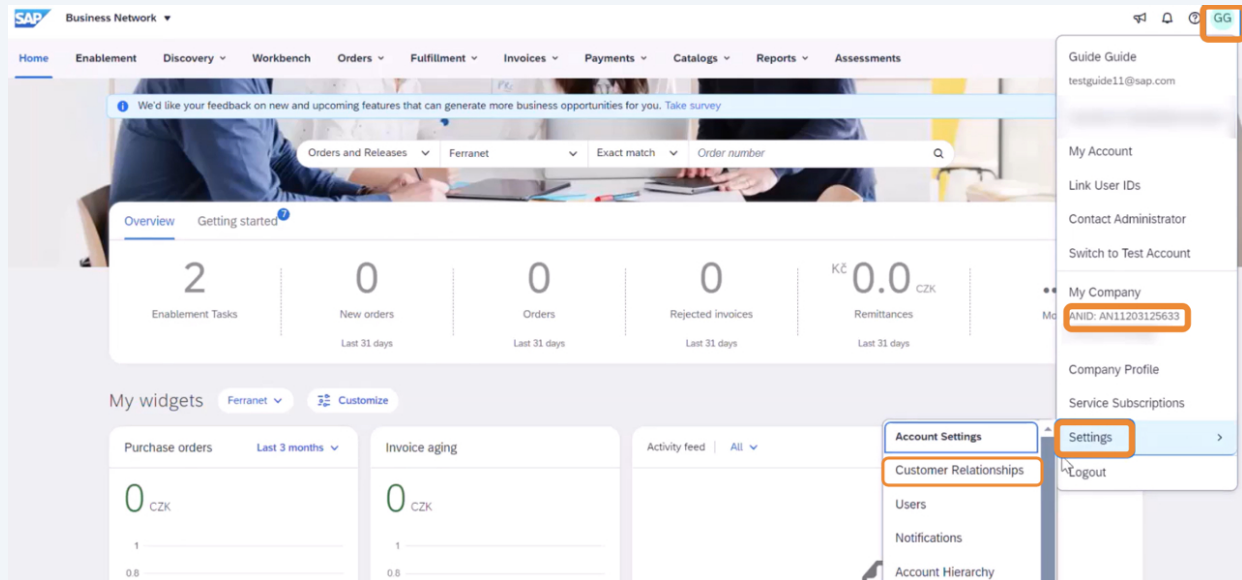 SAP Business Network GG
Home Enablement Discovery Workbench Orders Fulfillment Invoices Payments Catalogs Reports Assessments
We'd like your feedback on new and upcoming features that can generate more business opportunities for you. Take survey
Orders and Releases Ferranet Exact match Order number
Overview Getting started 7
2 0 0 0 Kč 0.0 CZK
Enablement Tasks New orders Orders Rejected invoices Remittances
Last 31 days Last 31 days Last 31 days Last 31 days
My widgets Ferranet Customize
Purchase orders Last 3 months Invoice aging Activity feed All
0 CZK 0 CZK
1 1
0.8 0.8
Guide Guide
testguide11@sap.com
My Account
Link User IDs
Contact Administrator
Switch to Test Account
My Company
ANID: AN11203125633
Company Profile
Service Subscriptions
Settings
Logout
Account Settings
Customer Relationships
Users
Notifications
Account Hierarchy